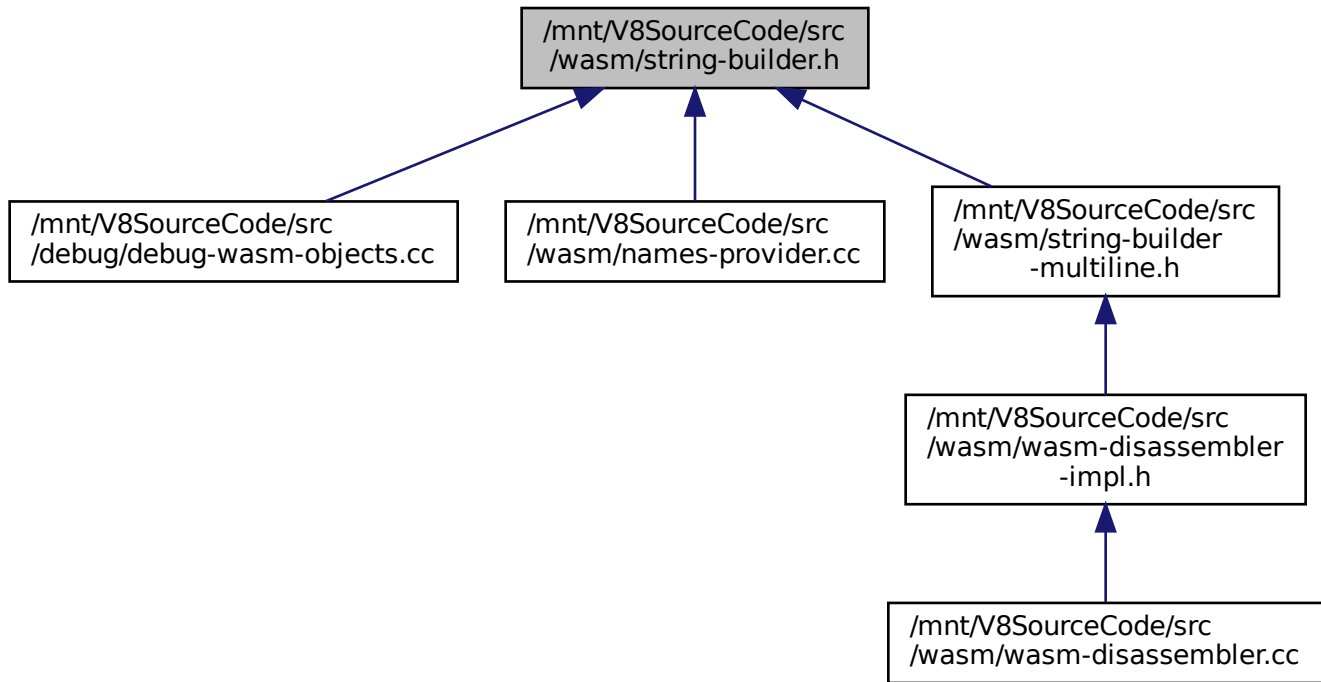 /mnt/V8SourceCode/src
/wasm/string-builder.h
/mnt/V8SourceCode/src
/debug/debug-wasm-objects.cc
/mnt/V8SourceCode/src
/wasm/names-provider.cc
/mnt/V8SourceCode/src
/wasm/string-builder
-multiline.h
/mnt/V8SourceCode/src
/wasm/wasm-disassembler
-impl.h
/mnt/V8SourceCode/src
/wasm/wasm-disassembler.cc